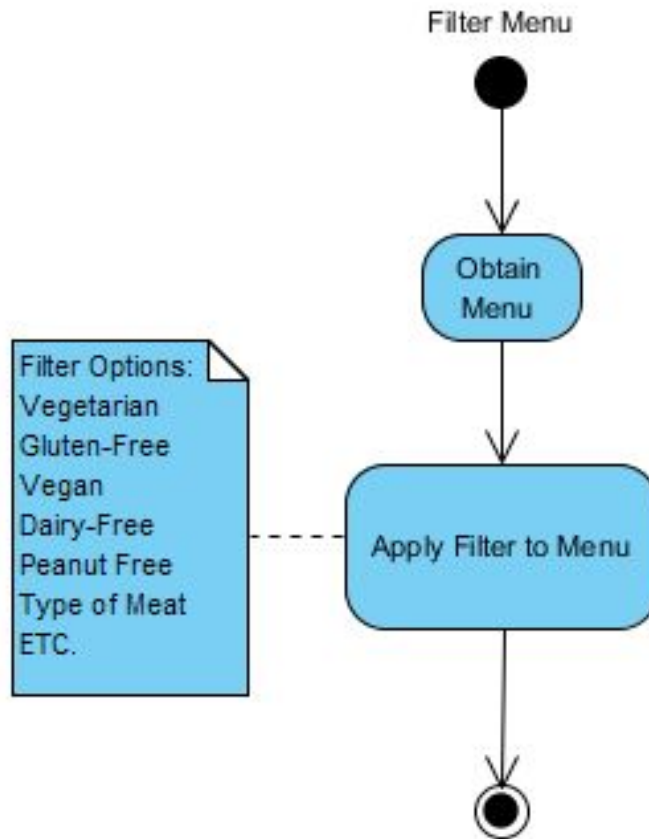 Filter Menu
Obtain
Menu
Filter Options:
Vegetarian
Gluten-Free
Vegan
Dairy-Free
Peanut Free
Type of Meat
ETC.
Apply Filter to Menu